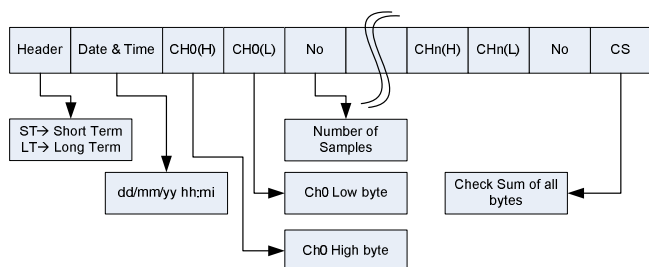 Header
Date & Time
CH0(H)
CH0(L)
No
CHn(H)
CHn(L)
No
CS
ST→ Short Term
LT→ Long Term
Number of
Samples
dd/mm/yy hh:mi
Ch0 Low byte
Check Sum of all
bytes
Ch0 High byte